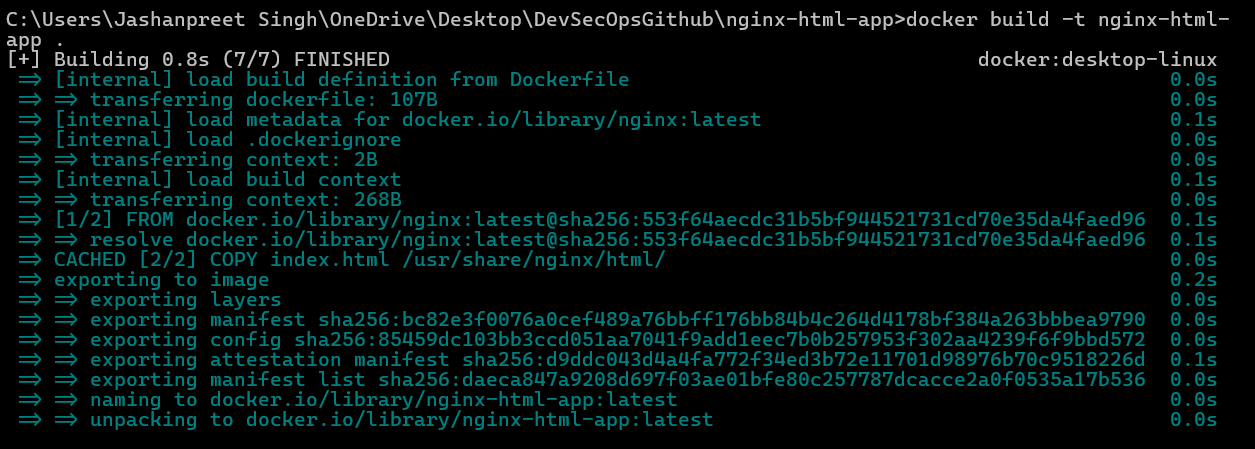 C:\Users\Jashanpreet Singh\OneDrive\Desktop\DevSecOpsGithub\nginx-html-app>docker build -t nginx-html-
app .
[+] Building 0.8s (7/7) FINISHED docker:desktop-linux
=> [internal] load build definition from Dockerfile 0.0s
=> => transferring dockerfile: 107B 0.0s
=> [internal] load metadata for docker.io/library/nginx:latest 0.1s
=> [internal] load .dockerignore 0.0s
=> => transferring context: 2B 0.0s
=> [internal] load build context 0.1s
=> => transferring context: 268B 0.0s
=> [1/2] FROM docker.io/library/nginx:latest@sha256:553f64aecdc31b5bf944521731cd70e35da4faed96 0.1s
=> => resolve docker.io/library/nginx:latest@sha256:553f64aecdc31b5bf944521731cd70e35da4faed96 0.1s
=> CACHED [2/2] COPY index.html /usr/share/nginx/html/ 0.0s
=> exporting to image 0.2s
=> => exporting layers 0.0s
=> => exporting manifest sha256:bc82e3f0076a0cef489a76bbff176bb84b4c264d4178bf384a263bbbea9790 0.0s
=> => exporting config sha256:85459dc103bb3ccd051aa7041f9add1eec7b0b257953f302aa4239f6f9bbd572 0.0s
=> => exporting attestation manifest sha256:d9ddc043d4a4fa772f34ed3b72e11701d98976b70c9518226d 0.1s
=> => exporting manifest list sha256:daeca847a9208d697f03ae01bfe80c257787dcacce2a0f0535a17b536 0.0s
=> => naming to docker.io/library/nginx-html-app:latest 0.0s
=> => unpacking to docker.io/library/nginx-html-app:latest 0.0s